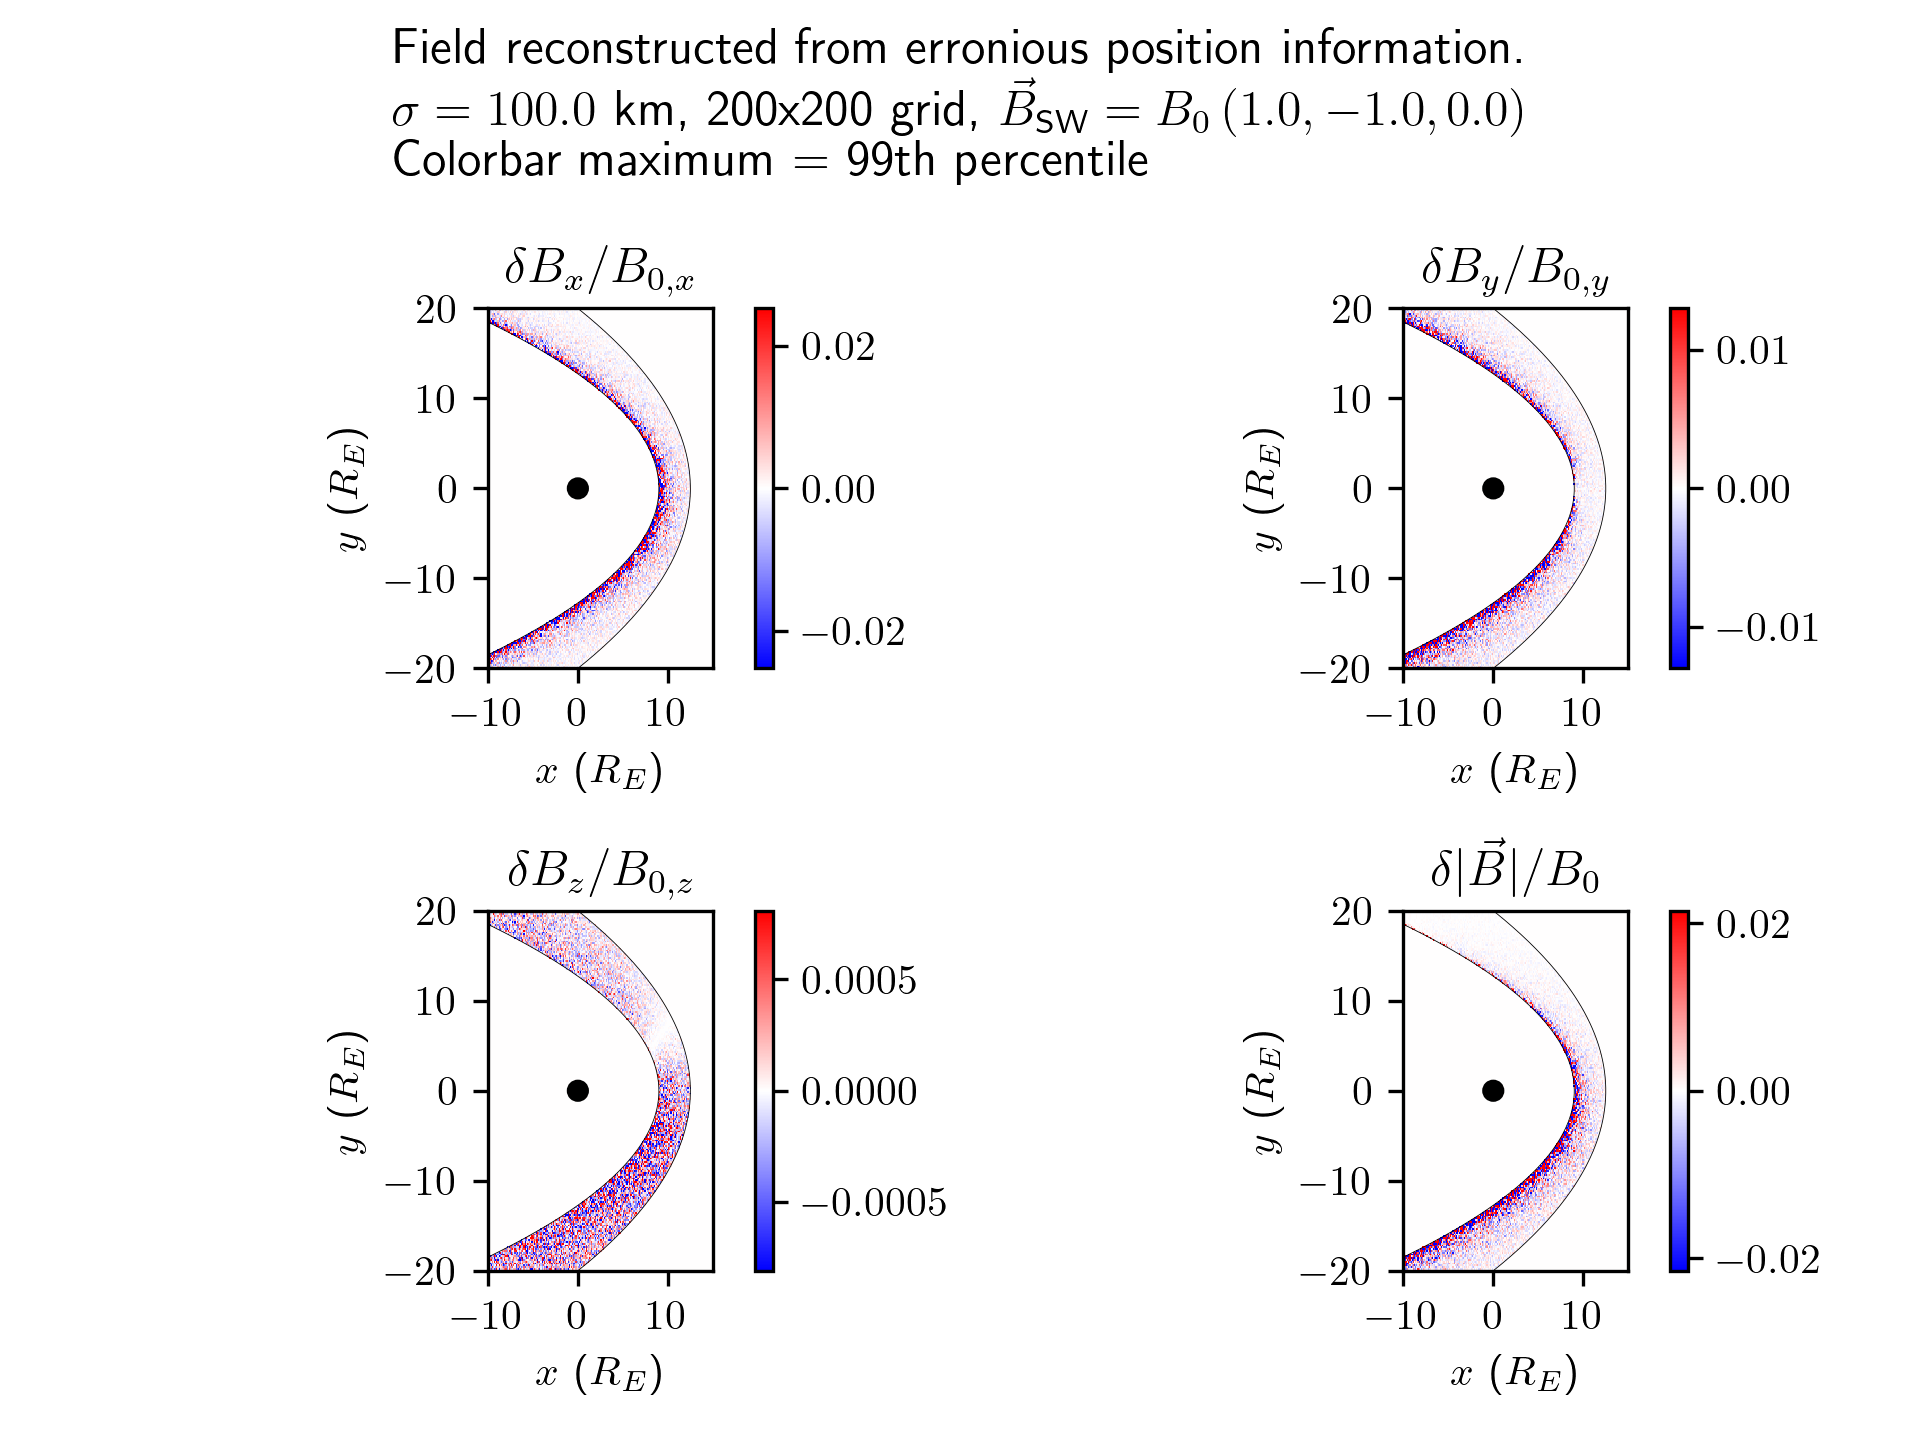 Field reconstructed from erronious position information.
σ = 100.0 km, 200x200 grid, B⃗_SW = B₀ (1.0, −1.0, 0.0)
Colorbar maximum = 99th percentile
δB_x/B_{0,x}
20
10
0
−10
−20
y (R_E)
−10 0 10
x (R_E)
0.02
0.00
−0.02
δB_y/B_{0,y}
20
10
0
−10
−20
y (R_E)
−10 0 10
x (R_E)
0.01
0.00
−0.01
δB_z/B_{0,z}
20
10
0
−10
−20
y (R_E)
−10 0 10
x (R_E)
0.0005
0.0000
−0.0005
δ|B⃗|/B₀
20
10
0
−10
−20
y (R_E)
−10 0 10
x (R_E)
0.02
0.00
−0.02